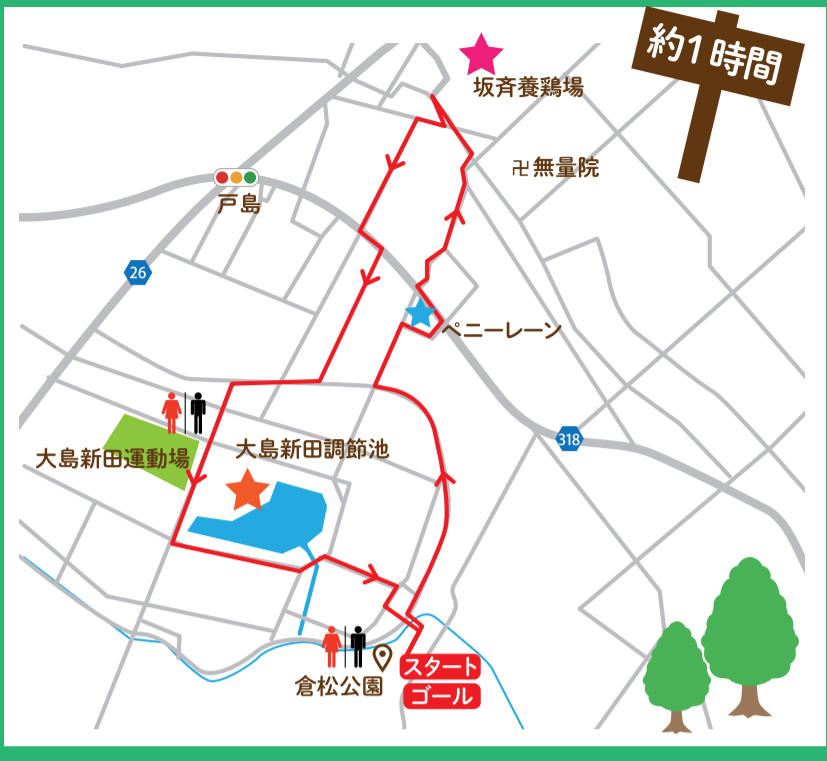 約1時間
坂斉養鶏場
卍無量院
戸島
26
ペニーレーン
318
大島新田調節池
大島新田運動場
スタート
ゴール
倉松公園